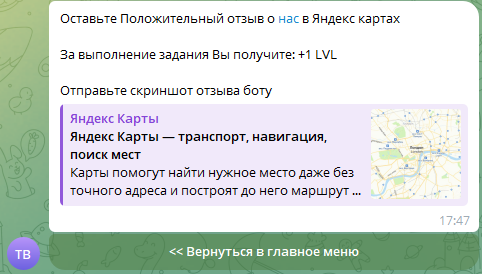 Оставьте Положительный отзыв о нас в Яндекс картах
За выполнение задания Вы получите: +1 LVL
Отправьте скриншот отзыва боту
Яндекс Карты
Яндекс Карты — транспорт, навигация,
поиск мест
Карты помогут найти нужное место даже без
точного адреса и построят до него маршрут ...
17:47
ТВ
<< Вернуться в главное меню